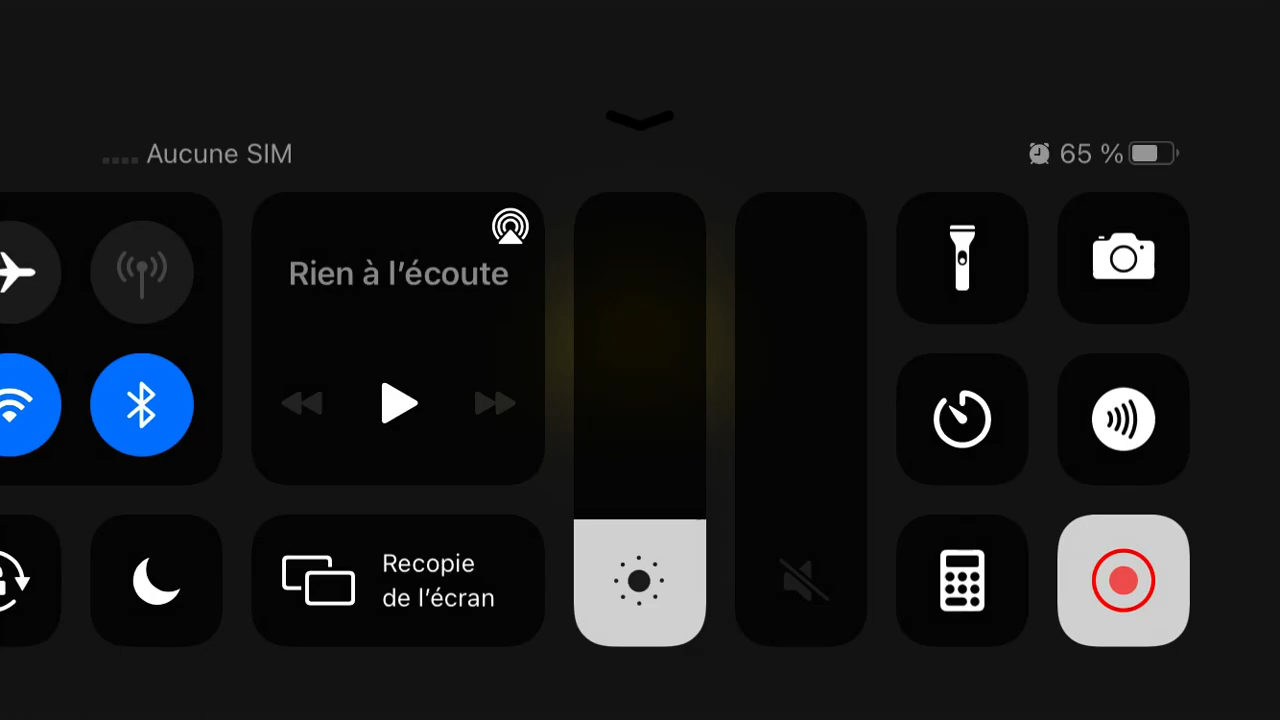 Aucune SIM
65 %
Rien à l’écoute
Recopie
de l’écran